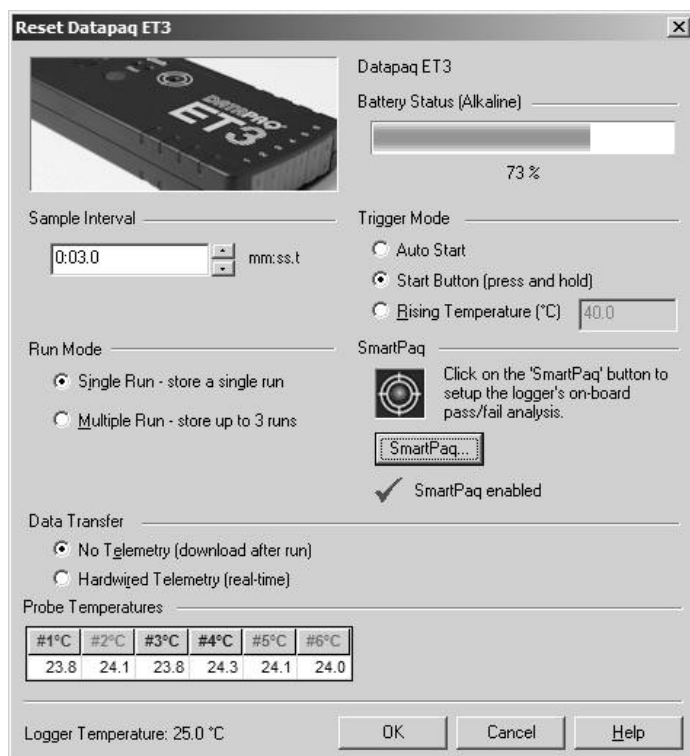 Reset Datapaq ET3
DATAPAQ
ET3
Datapaq ET3
Battery Status (Alkaline)
73 %
Sample Interval
0:03.0 mm:ss.t
Trigger Mode
Auto Start
Start Button (press and hold)
Rising Temperature (°C) 40.0
Run Mode
Single Run - store a single run
Multiple Run - store up to 3 runs
SmartPaq
Click on the 'SmartPaq' button to
setup the logger's on-board
pass/fail analysis.
SmartPaq...
SmartPaq enabled
Data Transfer
No Telemetry (download after run)
Hardwired Telemetry (real-time)
Probe Temperatures
#1°C #2°C #3°C #4°C #5°C #6°C
23.8 24.1 23.8 24.3 24.1 24.0
Logger Temperature: 25.0 °C
OK Cancel Help